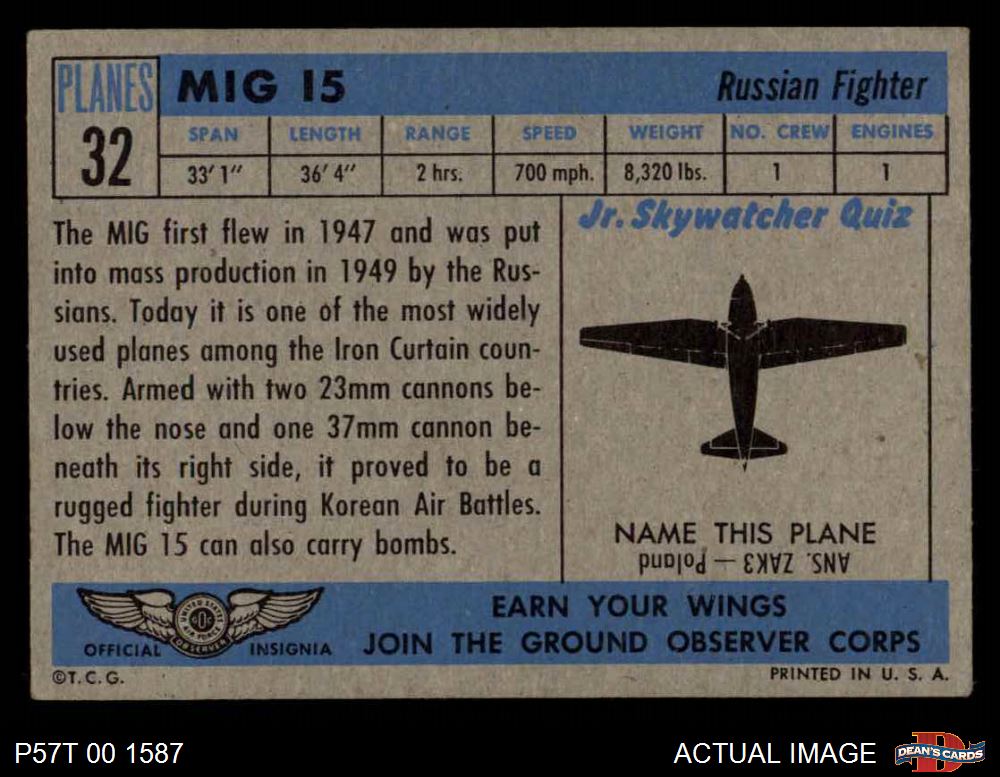 PLANES
32
MIG 15
Russian Fighter
SPAN LENGTH RANGE SPEED WEIGHT NO. CREW ENGINES
33' 1" 36' 4" 2 hrs. 700 mph. 8,320 lbs. 1 1
The MIG first flew in 1947 and was put
into mass production in 1949 by the Rus-
sians. Today it is one of the most widely
used planes among the Iron Curtain coun-
tries. Armed with two 23mm cannons be-
low the nose and one 37mm cannon be-
neath its right side, it proved to be a
rugged fighter during Korean Air Battles.
The MIG 15 can also carry bombs.
Jr. Skywatcher Quiz
NAME THIS PLANE
ANS. ZAK3 — Poland
UNITED STATES
GOC
AIR FORCE
OBSERVER
OFFICIAL INSIGNIA
EARN YOUR WINGS
JOIN THE GROUND OBSERVER CORPS
©T.C.G.
PRINTED IN U. S. A.
P57T 00 1587
ACTUAL IMAGE
D
DEAN'S CARDS